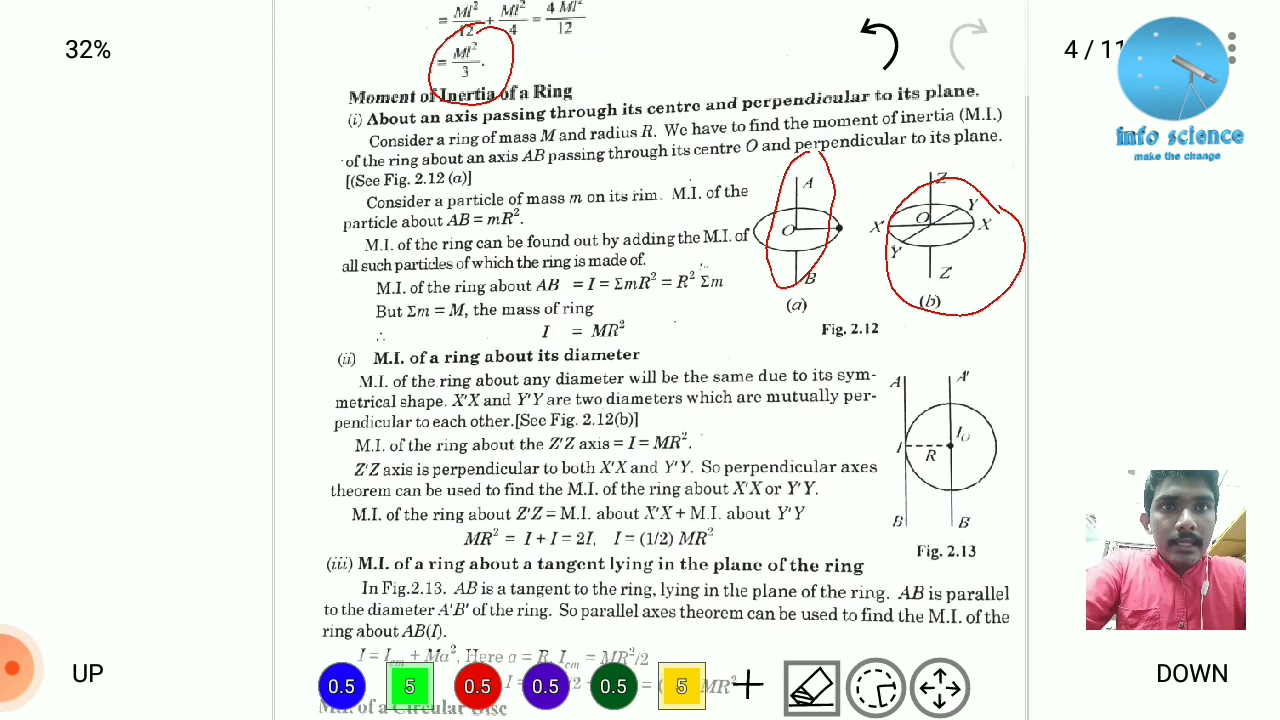 32%
4 / 11
info science
make the change
= Ml²/12 + Ml²/4 = 4 Ml²/12
= Ml²/3.
Moment of Inertia of a Ring
(i) About an axis passing through its centre and perpendicular to its plane.
Consider a ring of mass M and radius R. We have to find the moment of inertia (M.I.)
of the ring about an axis AB passing through its centre O and perpendicular to its plane.
[(See Fig. 2.12 (a)]
Consider a particle of mass m on its rim. M.I. of the
particle about AB = mR².
M.I. of the ring can be found out by adding the M.I. of
all such particles of which the ring is made of.
M.I. of the ring about AB = I = ΣmR² = R² Σm
But Σm = M, the mass of ring
∴ I = MR²
A
O
B
(a)
Z
Y
O
X'
X
Y'
Z'
(b)
Fig. 2.12
(ii) M.I. of a ring about its diameter
M.I. of the ring about any diameter will be the same due to its sym-
metrical shape. X'X and Y'Y are two diameters which are mutually per-
pendicular to each other.[See Fig. 2.12(b)]
M.I. of the ring about the Z'Z axis = I = MR².
Z'Z axis is perpendicular to both X'X and Y'Y. So perpendicular axes
theorem can be used to find the M.I. of the ring about X'X or Y'Y.
M.I. of the ring about Z'Z = M.I. about X'X + M.I. about Y'Y
MR² = I + I = 2I, I = (1/2) MR²
A
A'
I
I₀
R
B
B'
Fig. 2.13
(iii) M.I. of a ring about a tangent lying in the plane of the ring
In Fig.2.13. AB is a tangent to the ring, lying in the plane of the ring. AB is parallel
to the diameter A'B' of the ring. So parallel axes theorem can be used to find the M.I. of the
ring about AB(I).
I = Icm + Ma², Here a = R, Icm = MR²/2
MR²
M.I. of a Circular Disc
UP
0.5
5
0.5
0.5
0.5
5
DOWN